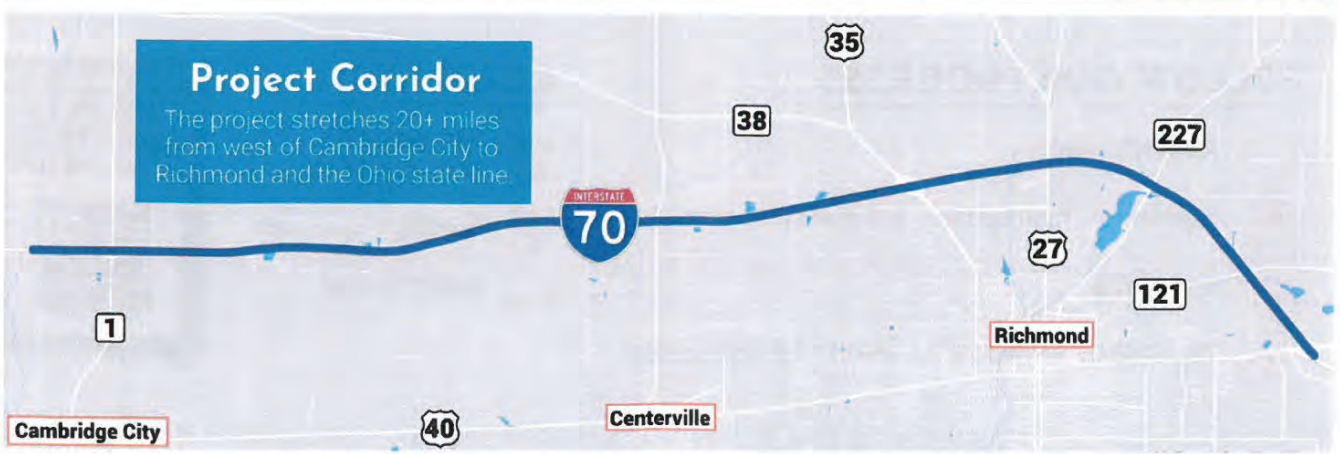 Project Corridor
The project stretches 20+ miles
from west of Cambridge City to
Richmond and the Ohio state line
35
38
227
INTERSTATE
70
27
121
1
Richmond
Centerville
Cambridge City
40